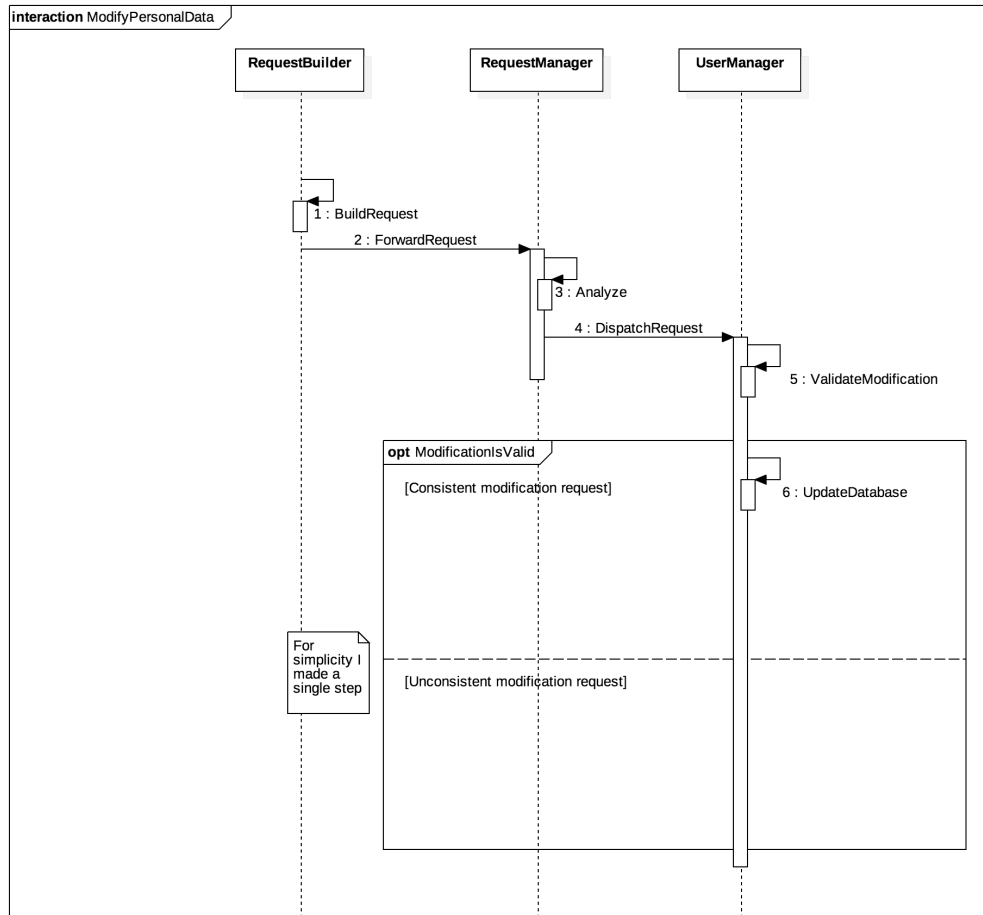 interaction ModifyPersonalData
RequestBuilder
RequestManager
UserManager
1 : BuildRequest
2 : ForwardRequest
3 : Analyze
4 : DispatchRequest
5 : ValidateModification
opt ModificationIsValid
[Consistent modification request]
6 : UpdateDatabase
For
simplicity I
made a
single step
[Unconsistent modification request]